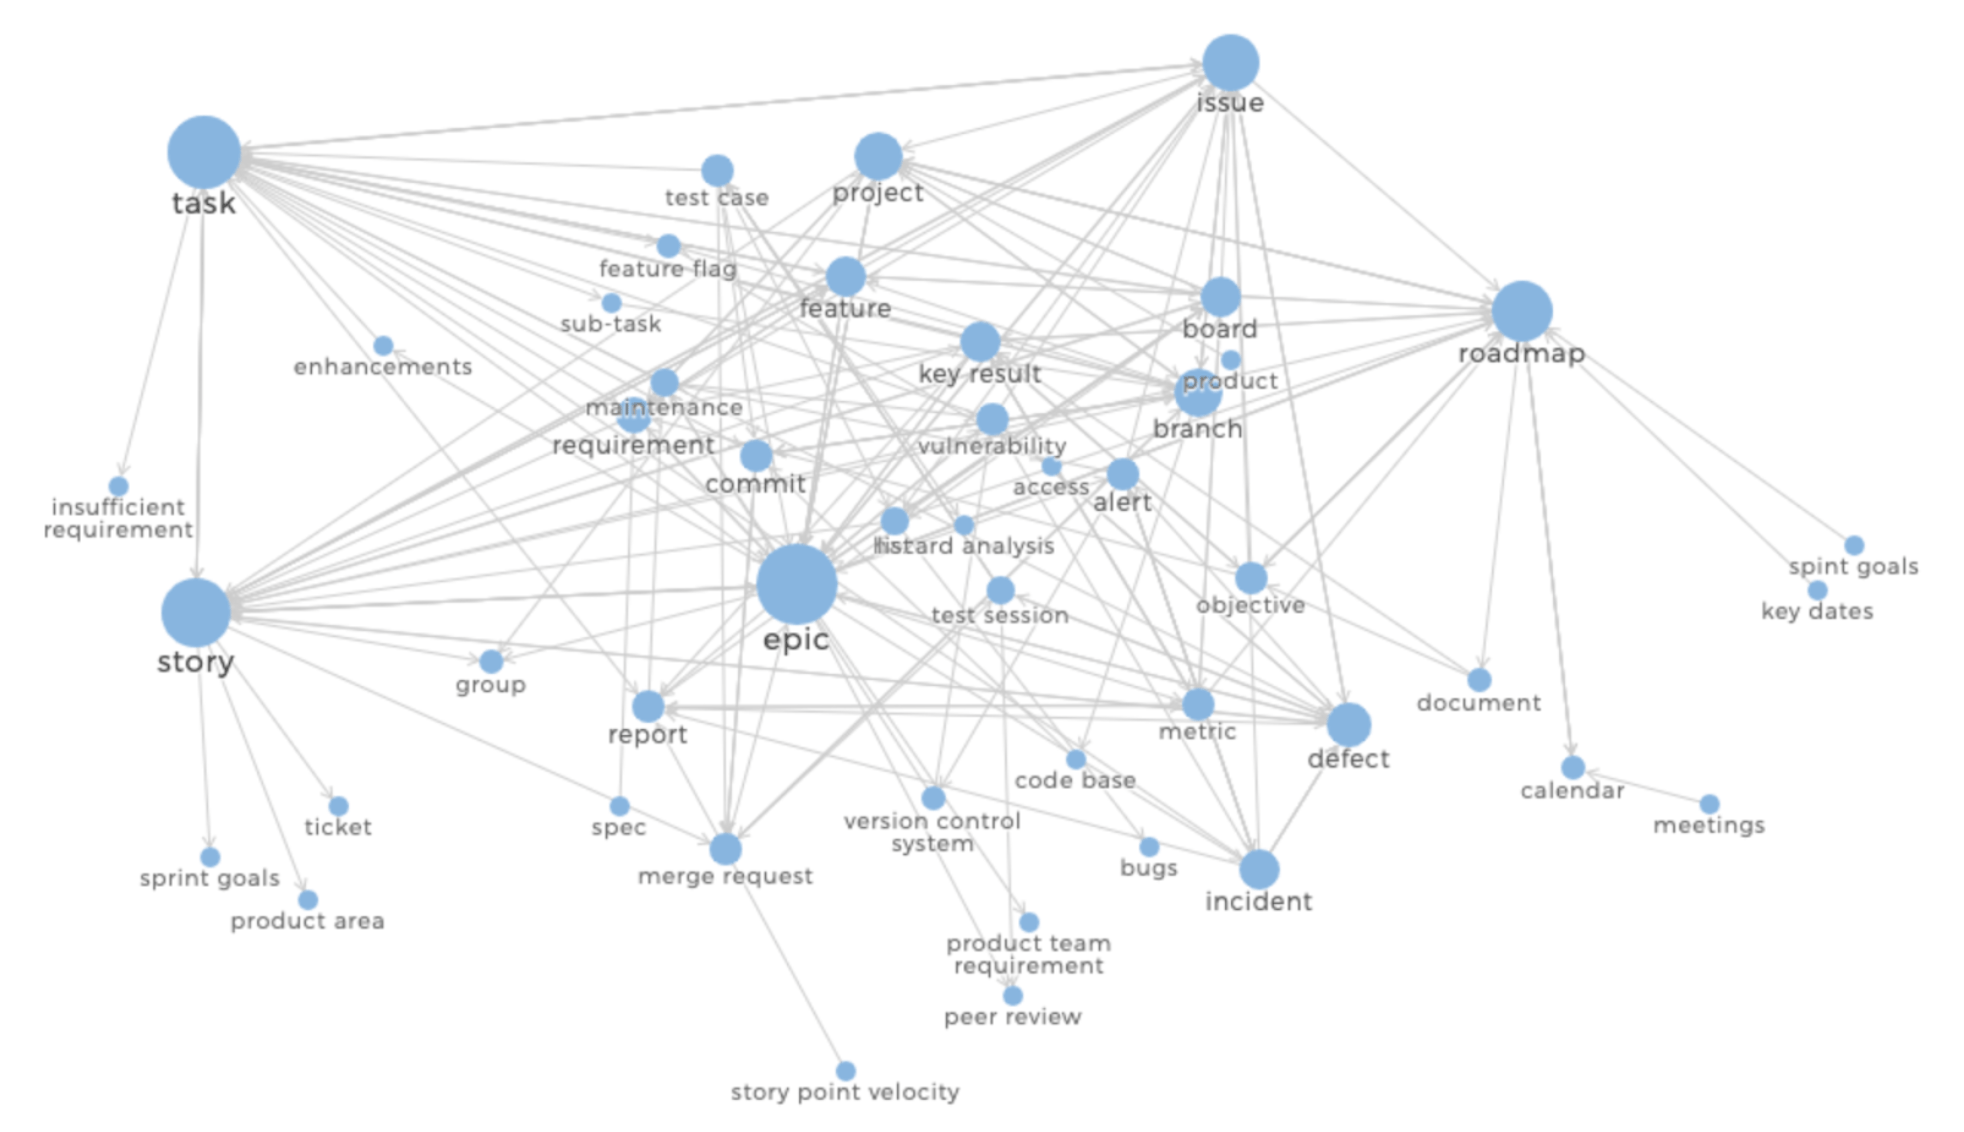 issue
task
test case
project
feature flag
feature
sub-task
board
key result
roadmap
enhancements
product
maintenance
requirement
vulnerability
branch
commit
access
alert
insufficient
requirement
hazard analysis
spint goals
test session
objective
key dates
epic
story
group
document
report
metric
defect
code base
calendar
ticket
spec
version control
system
meetings
merge request
bugs
sprint goals
incident
product area
product team
requirement
peer review
story point velocity